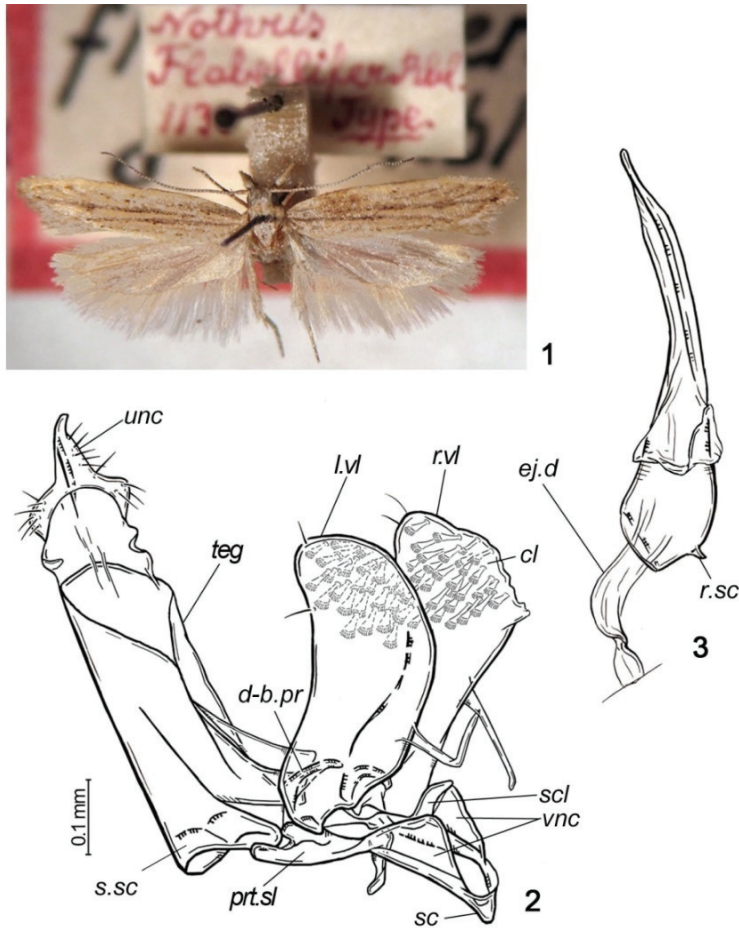 Nothris
Flabellifer Rbl.
113
Type.
1
unc
l.vl
r.vl
cl
teg
ej.d
r.sc
3
d-b.pr
0.1 mm
scl
vnc
s.sc
prt.sl
sc
2